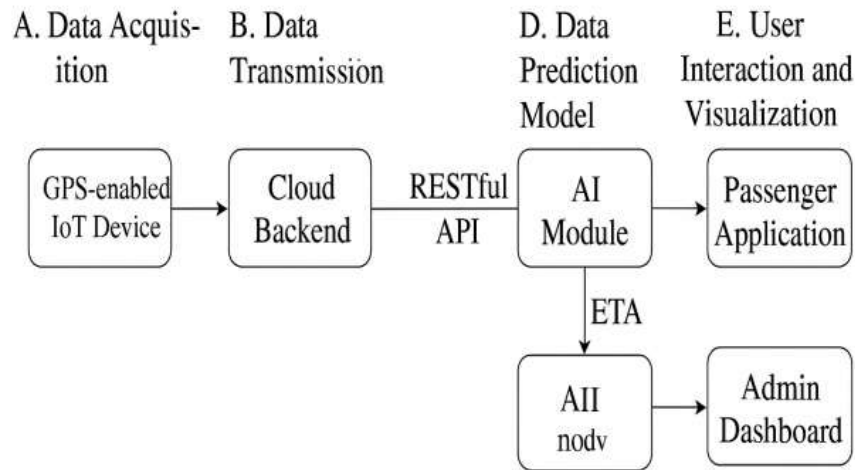 A. Data Acquis-
ition
B. Data
Transmission
D. Data
Prediction
Model
E. User
Interaction and
Visualization
GPS-enabled
IoT Device
Cloud
Backend
RESTful
API
AI
Module
Passenger
Application
ETA
AII
nodv
Admin
Dashboard